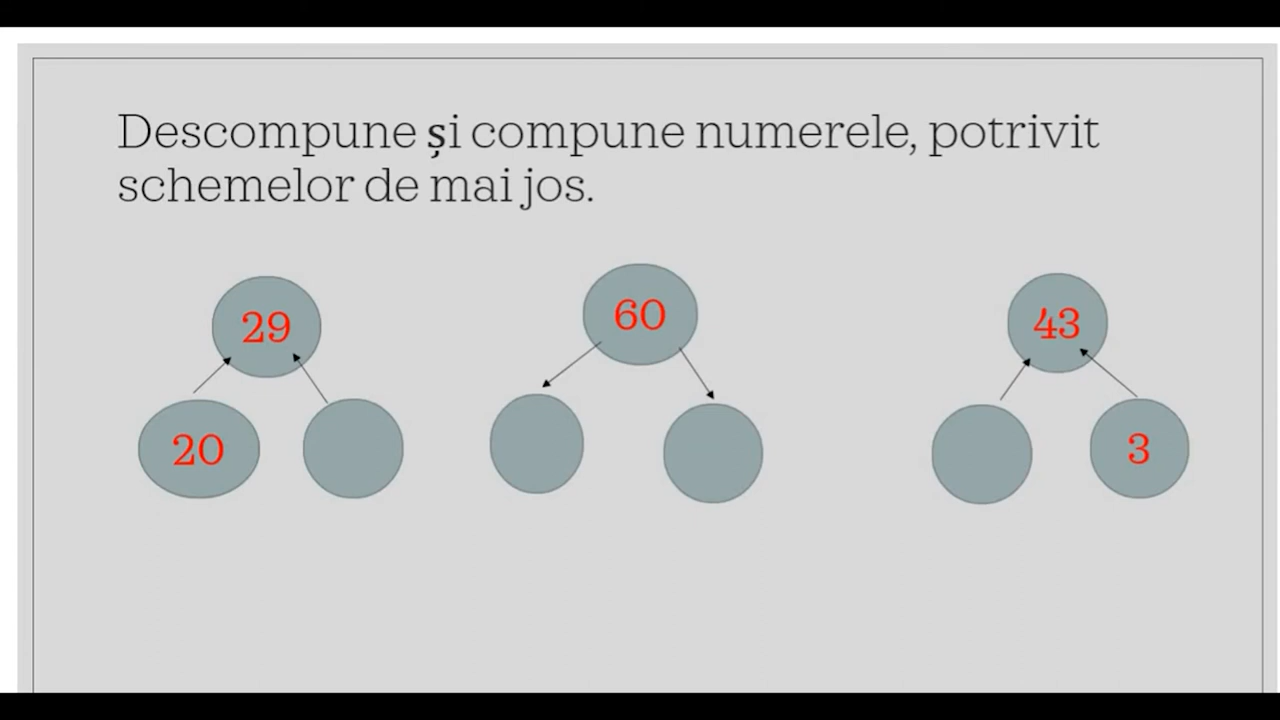 Descompune și compune numerele, potrivit
schemelor de mai jos.
29
60
43
20
3